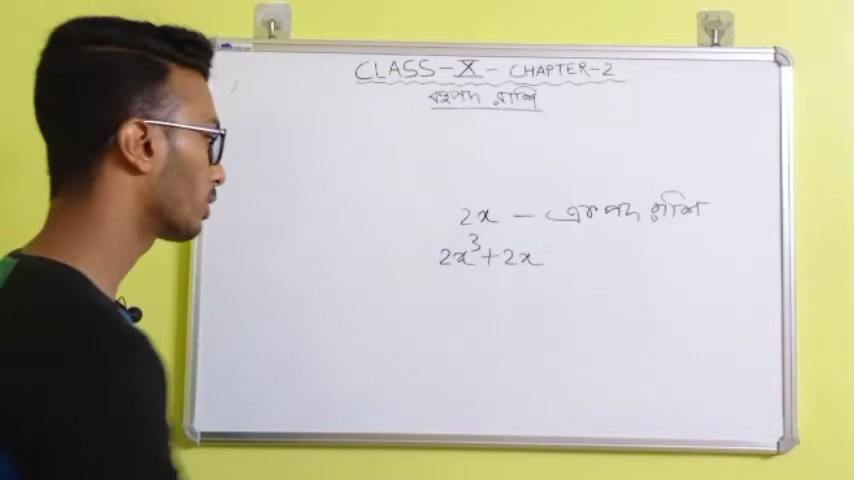 CLASS-X- CHAPTER-2
বহুপদ রাশি
2x — একপদ রাশি
2x³+2x